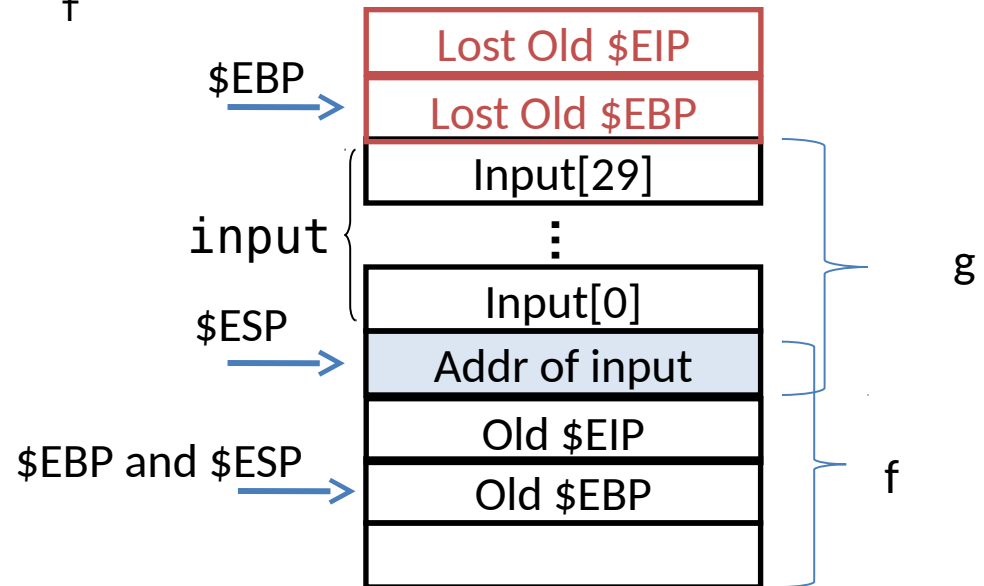 f
Lost Old $EIP
$EBP
Lost Old $EBP
Input[29]
input
⋮
g
Input[0]
$ESP
Addr of input
Old $EIP
$EBP and $ESP
f
Old $EBP